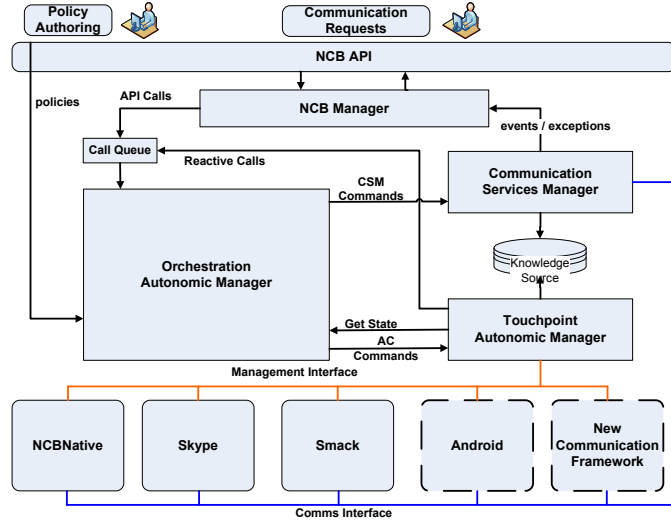 Policy
Authoring
Communication
Requests
NCB API
policies
API Calls
NCB Manager
events / exceptions
Call Queue
Reactive Calls
CSM
Commands
Communication
Services Manager
Orchestration
Autonomic Manager
Knowledge
Source
Get State
AC
Commands
Touchpoint
Autonomic Manager
Management Interface
NCBNative
Skype
Smack
Android
New
Communication
Framework
Comms Interface